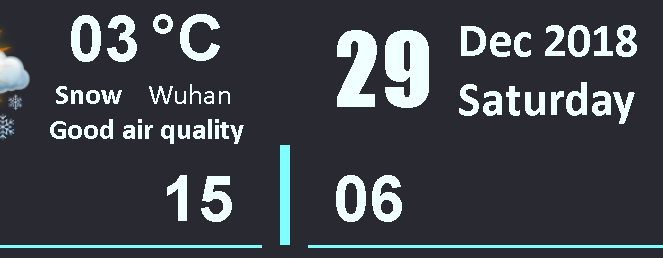 03 °C
Snow Wuhan
Good air quality
29
Dec 2018
Saturday
15 06